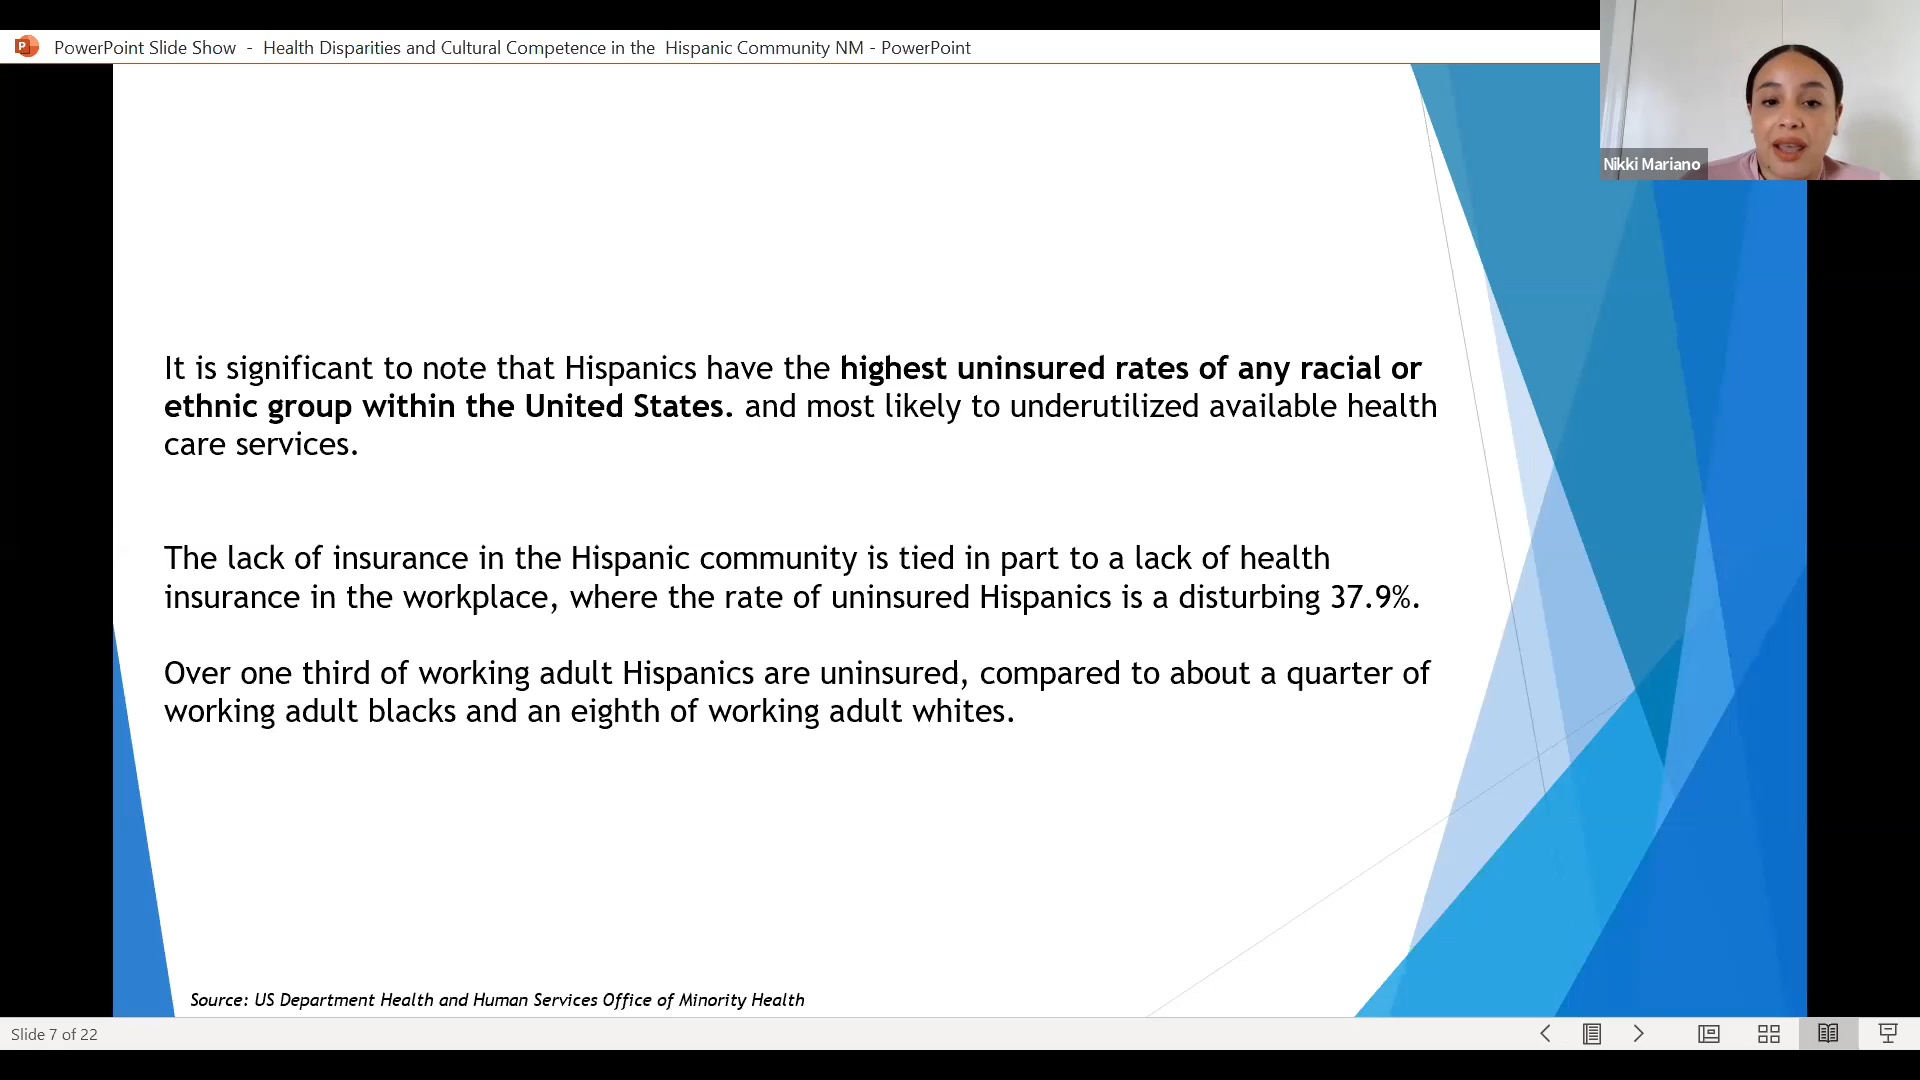 PowerPoint Slide Show - Health Disparities and Cultural Competence in the Hispanic Community NM - PowerPoint
Nikki Mariano
It is significant to note that Hispanics have the highest uninsured rates of any racial or
ethnic group within the United States. and most likely to underutilized available health
care services.
The lack of insurance in the Hispanic community is tied in part to a lack of health
insurance in the workplace, where the rate of uninsured Hispanics is a disturbing 37.9%.
Over one third of working adult Hispanics are uninsured, compared to about a quarter of
working adult blacks and an eighth of working adult whites.
Source: US Department Health and Human Services Office of Minority Health
Slide 7 of 22